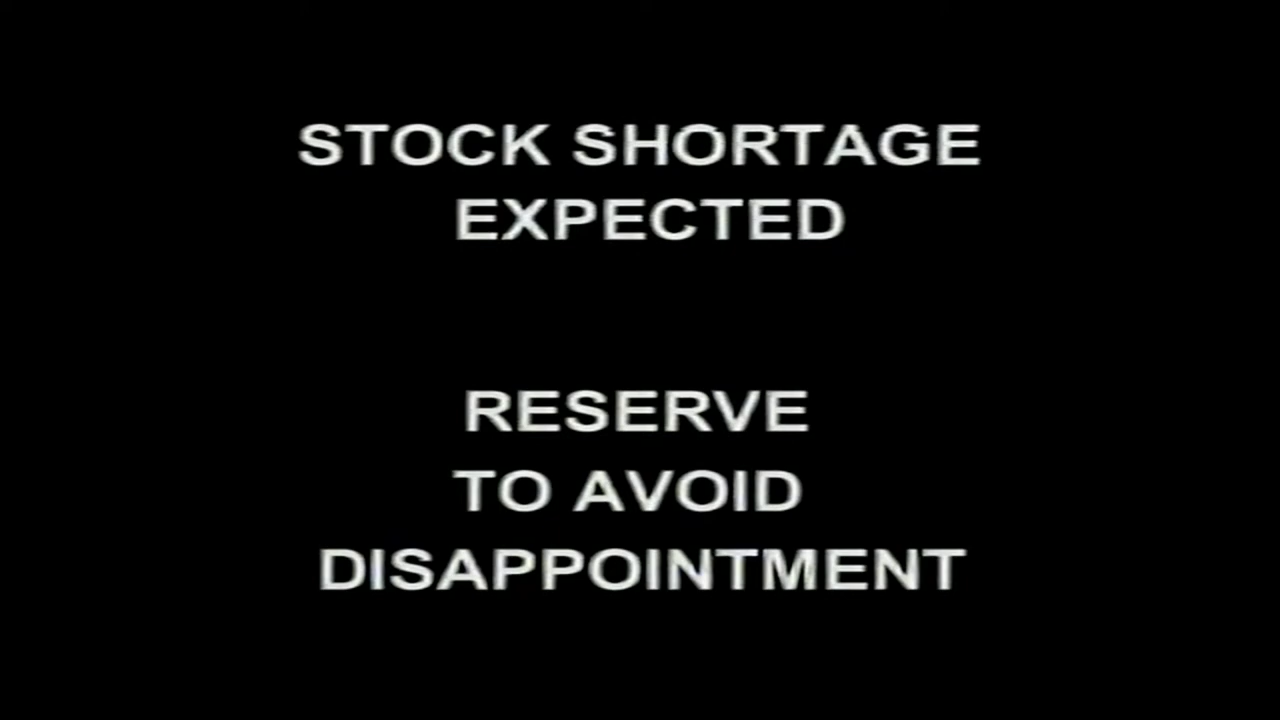 STOCK SHORTAGE
EXPECTED
RESERVE
TO AVOID
DISAPPOINTMENT